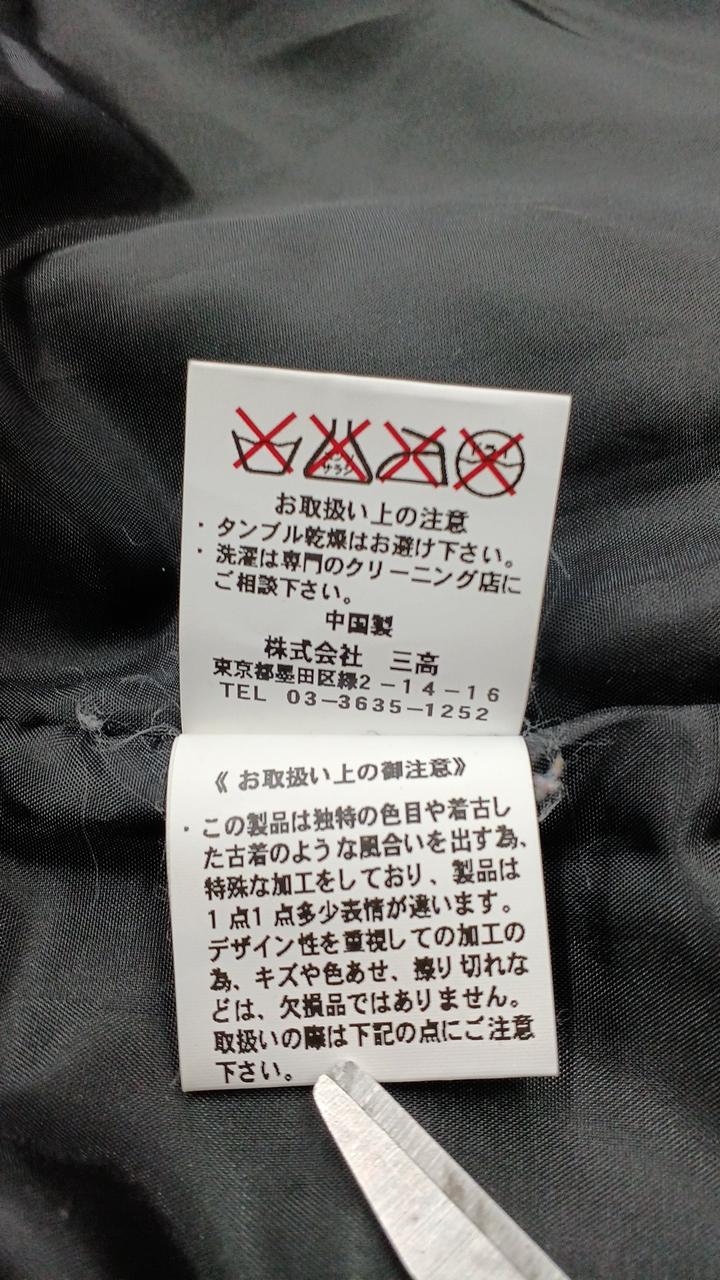 エンソ
サラシ
ドライ
お取扱い上の注意
・タンブル乾燥はお避け下さい。
・洗濯は専門のクリーニング店に
ご相談下さい。
中国製
株式会社 三高
東京都墨田区緑2-14-16
TEL 03-3635-1252
《お取扱い上の御注意》
・この製品は独特の色目や着古し
た古着のような風合いを出す為、
特殊な加工をしており、製品は
1点1点多少表情が違います。
デザイン性を重視しての加工の
為、キズや色あせ、擦り切れな
どは、欠損品ではありません。
取扱いの際は下記の点にご注意
下さい。